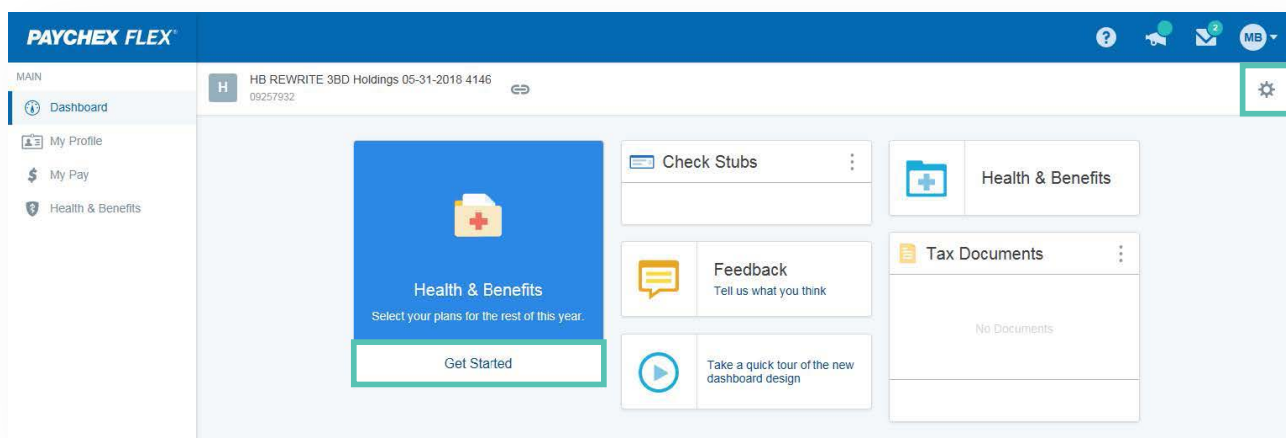 PAYCHEX FLEX®
2
MB
MAIN
Dashboard
My Profile
My Pay
Health & Benefits
H
HB REWRITE 3BD Holdings 05-31-2018 4146
09257932
Health & Benefits
Select your plans for the rest of this year.
Get Started
Check Stubs
Feedback
Tell us what you think
Take a quick tour of the new
dashboard design
Health & Benefits
Tax Documents
No Documents